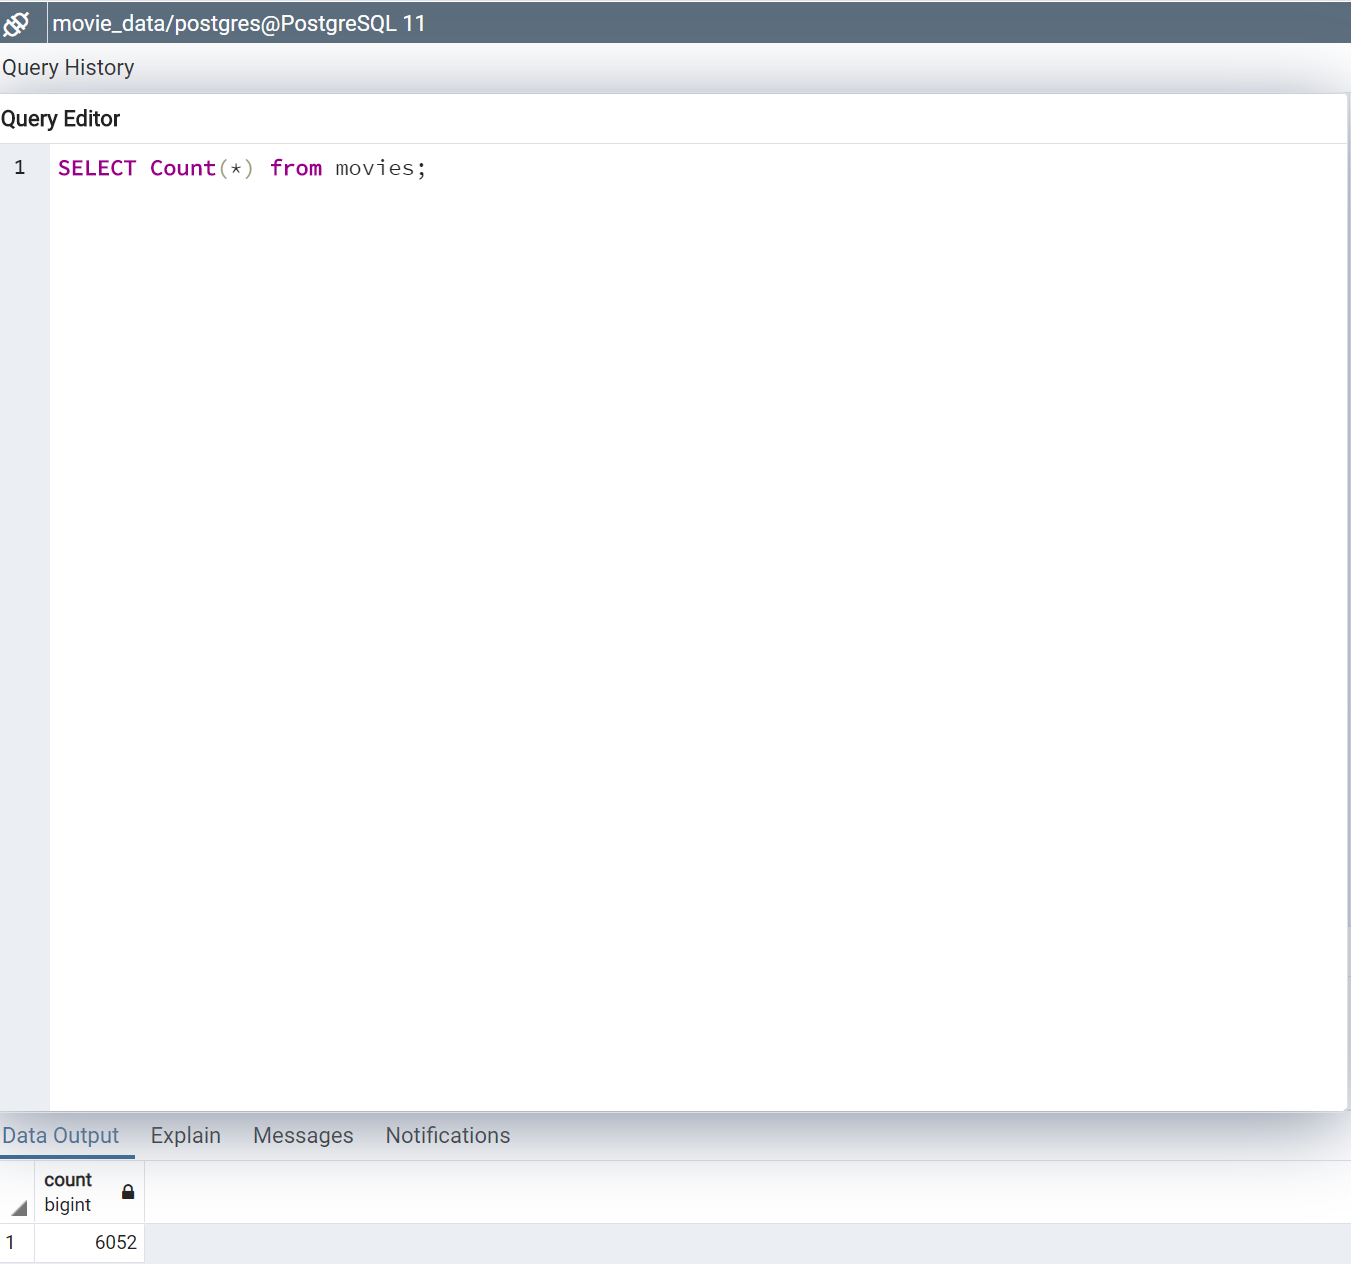 movie_data/postgres@PostgreSQL 11
Query History
Query Editor
1 SELECT Count(*) from movies;
Data Output Explain Messages Notifications
count
bigint
1 6052